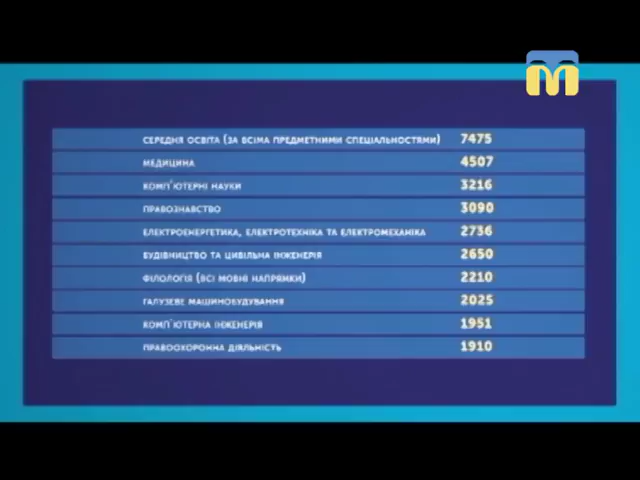 СЕРЕДНЯ ОСВІТА (ЗА ВСІМА ПРЕДМЕТНИМИ СПЕЦІАЛЬНОСТЯМИ) 7475
МЕДИЦИНА 4507
КОМП'ЮТЕРНІ НАУКИ 3216
ПРАВОЗНАВСТВО 3090
ЕЛЕКТРОЕНЕРГЕТИКА, ЕЛЕКТРОТЕХНІКА ТА ЕЛЕКТРОМЕХАНІКА 2736
БУДІВНИЦТВО ТА ЦИВІЛЬНА ІНЖЕНЕРІЯ 2650
ФІЛОЛОГІЯ (ВСІ МОВНІ НАПРЯМКИ) 2210
ГАЛУЗЕВЕ МАШИНОБУДУВАННЯ 2025
КОМП'ЮТЕРНА ІНЖЕНЕРІЯ 1951
ПРАВООХОРОННА ДІЯЛЬНІСТЬ 1910